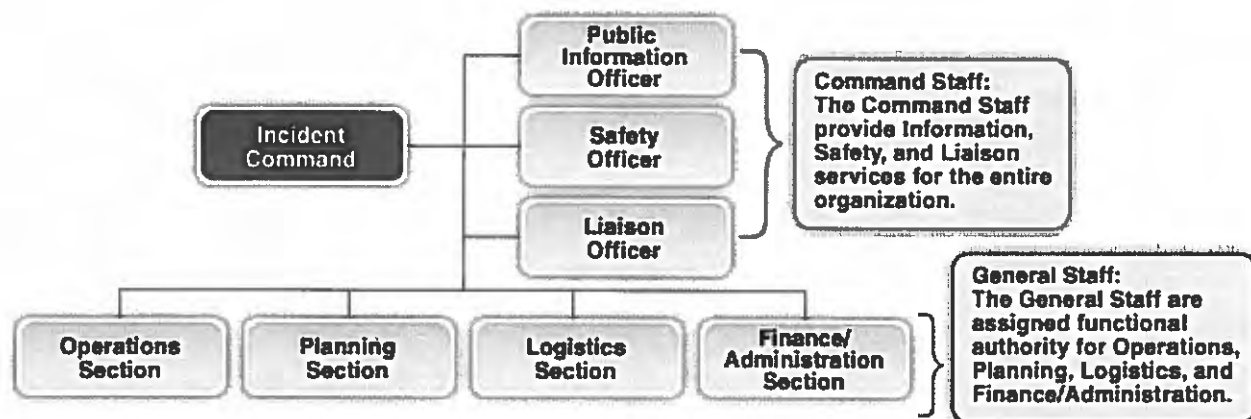 Public
Information
Officer
Command Staff:
The Command Staff
provide Information,
Safety, and Liaison
services for the entire
organization.
Incident
Command
Safety
Officer
Liaison
Officer
General Staff:
The General Staff are
assigned functional
authority for Operations,
Planning, Logistics, and
Finance/Administration.
Operations
Section
Planning
Section
Logistics
Section
Finance/
Administration
Section